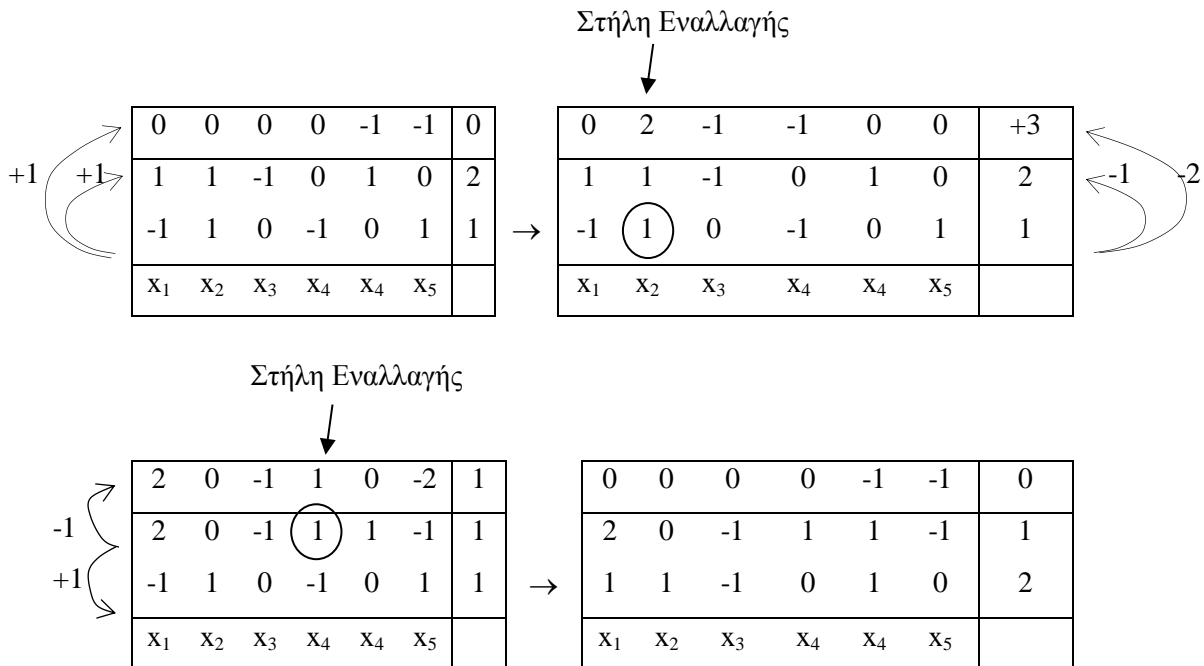 Στήλη Εναλλαγής
0 0 0 0 -1 -1 0
+1 +1 1 1 -1 0 1 0 2
-1 1 0 -1 0 1 1
x₁ x₂ x₃ x₄ x₄ x₅
→
0 2 -1 -1 0 0 +3
1 1 -1 0 1 0 2 -1 -2
-1 1 0 -1 0 1 1
x₁ x₂ x₃ x₄ x₄ x₅
Στήλη Εναλλαγής
2 0 -1 1 0 -2 1
-1 2 0 -1 1 1 -1 1
+1 -1 1 0 -1 0 1 1
x₁ x₂ x₃ x₄ x₄ x₅
→
0 0 0 0 -1 -1 0
2 0 -1 1 1 -1 1
1 1 -1 0 1 0 2
x₁ x₂ x₃ x₄ x₄ x₅